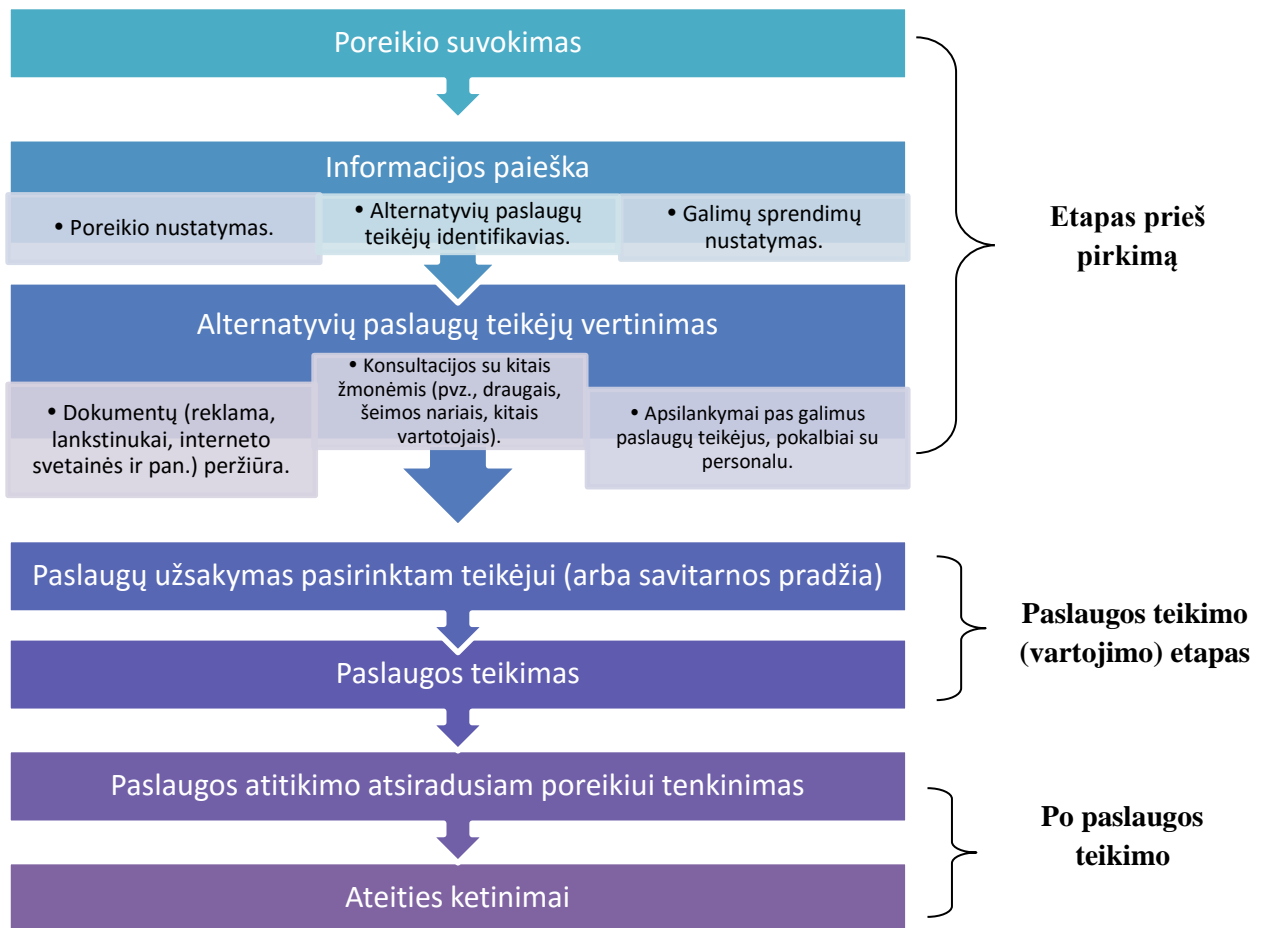 Poreikio suvokimas
Informacijos paieška
• Poreikio nustatymas.
• Alternatyvių paslaugų
teikėjų identifikavias.
• Galimų sprendimų
nustatymas.
Alternatyvių paslaugų teikėjų vertinimas
• Dokumentų (reklama,
lankstinukai, interneto
svetainės ir pan.) peržiūra.
• Konsultacijos su kitais
žmonėmis (pvz., draugais,
šeimos nariais, kitais
vartotojais).
• Apsilankymai pas galimus
paslaugų teikėjus, pokalbiai su
personalu.
Etapas prieš
pirkimą
Paslaugų užsakymas pasirinktam teikėjui (arba savitarnos pradžia)
Paslaugos teikimas
Paslaugos teikimo
(vartojimo) etapas
Paslaugos atitikimo atsiradusiam poreikiui tenkinimas
Ateities ketinimai
Po paslaugos
teikimo